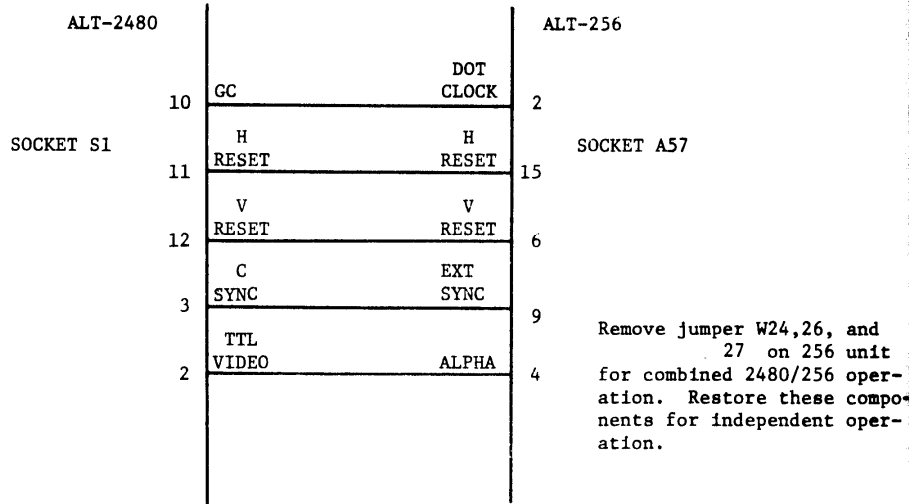 ALT-2480 ALT-256
DOT
GC CLOCK
10 2
H H
SOCKET S1 RESET RESET SOCKET A57
11 15
V V
RESET RESET
12 6
C EXT
SYNC SYNC
3 9
TTL
VIDEO ALPHA
2 4
Remove jumper W24,26, and
27 on 256 unit
for combined 2480/256 oper-
ation. Restore these compo-
nents for independent oper-
ation.